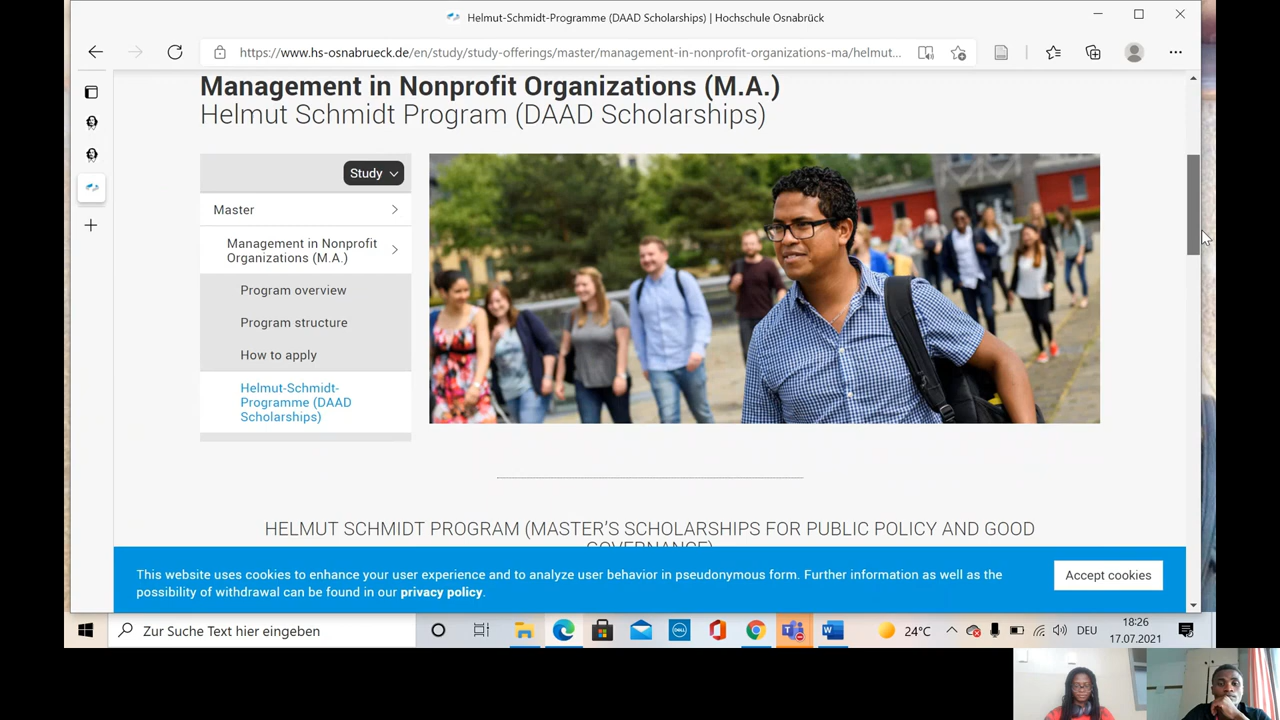 Helmut-Schmidt-Programme (DAAD Scholarships) | Hochschule Osnabrück
https://www.hs-osnabrueck.de/en/study/study-offerings/master/management-in-nonprofit-organizations-ma/helmut...
Management in Nonprofit Organizations (M.A.)
Helmut Schmidt Program (DAAD Scholarships)
Study
Master
Management in Nonprofit
Organizations (M.A.)
Program overview
Program structure
How to apply
Helmut-Schmidt-
Programme (DAAD
Scholarships)
HELMUT SCHMIDT PROGRAM (MASTER'S SCHOLARSHIPS FOR PUBLIC POLICY AND GOOD
GOVERNANCE)
This website uses cookies to enhance your user experience and to analyze user behavior in pseudonymous form. Further information as well as the
possibility of withdrawal can be found in our privacy policy.
Accept cookies
Zur Suche Text hier eingeben
DELL
24°C
DEU
18:26
17.07.2021